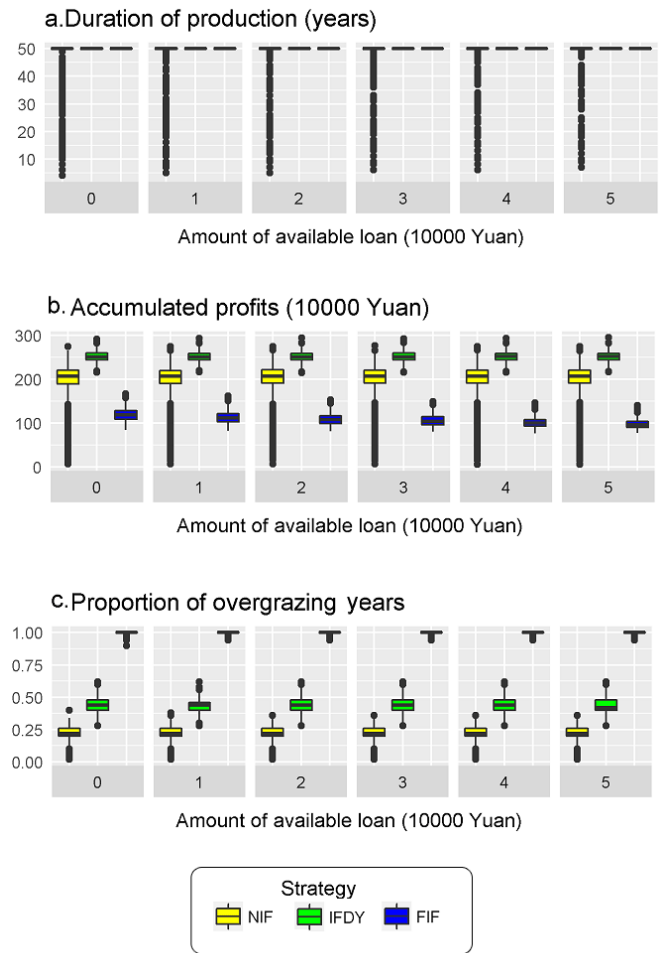 a.Duration of production (years)
50
40
30
20
10
0 1 2 3 4 5
Amount of available loan (10000 Yuan)
b. Accumulated profits (10000 Yuan)
300
200
100
0
0 1 2 3 4 5
Amount of available loan (10000 Yuan)
c.Proportion of overgrazing years
1.00
0.75
0.50
0.25
0.00
0 1 2 3 4 5
Amount of available loan (10000 Yuan)
Strategy
NIF IFDY FIF